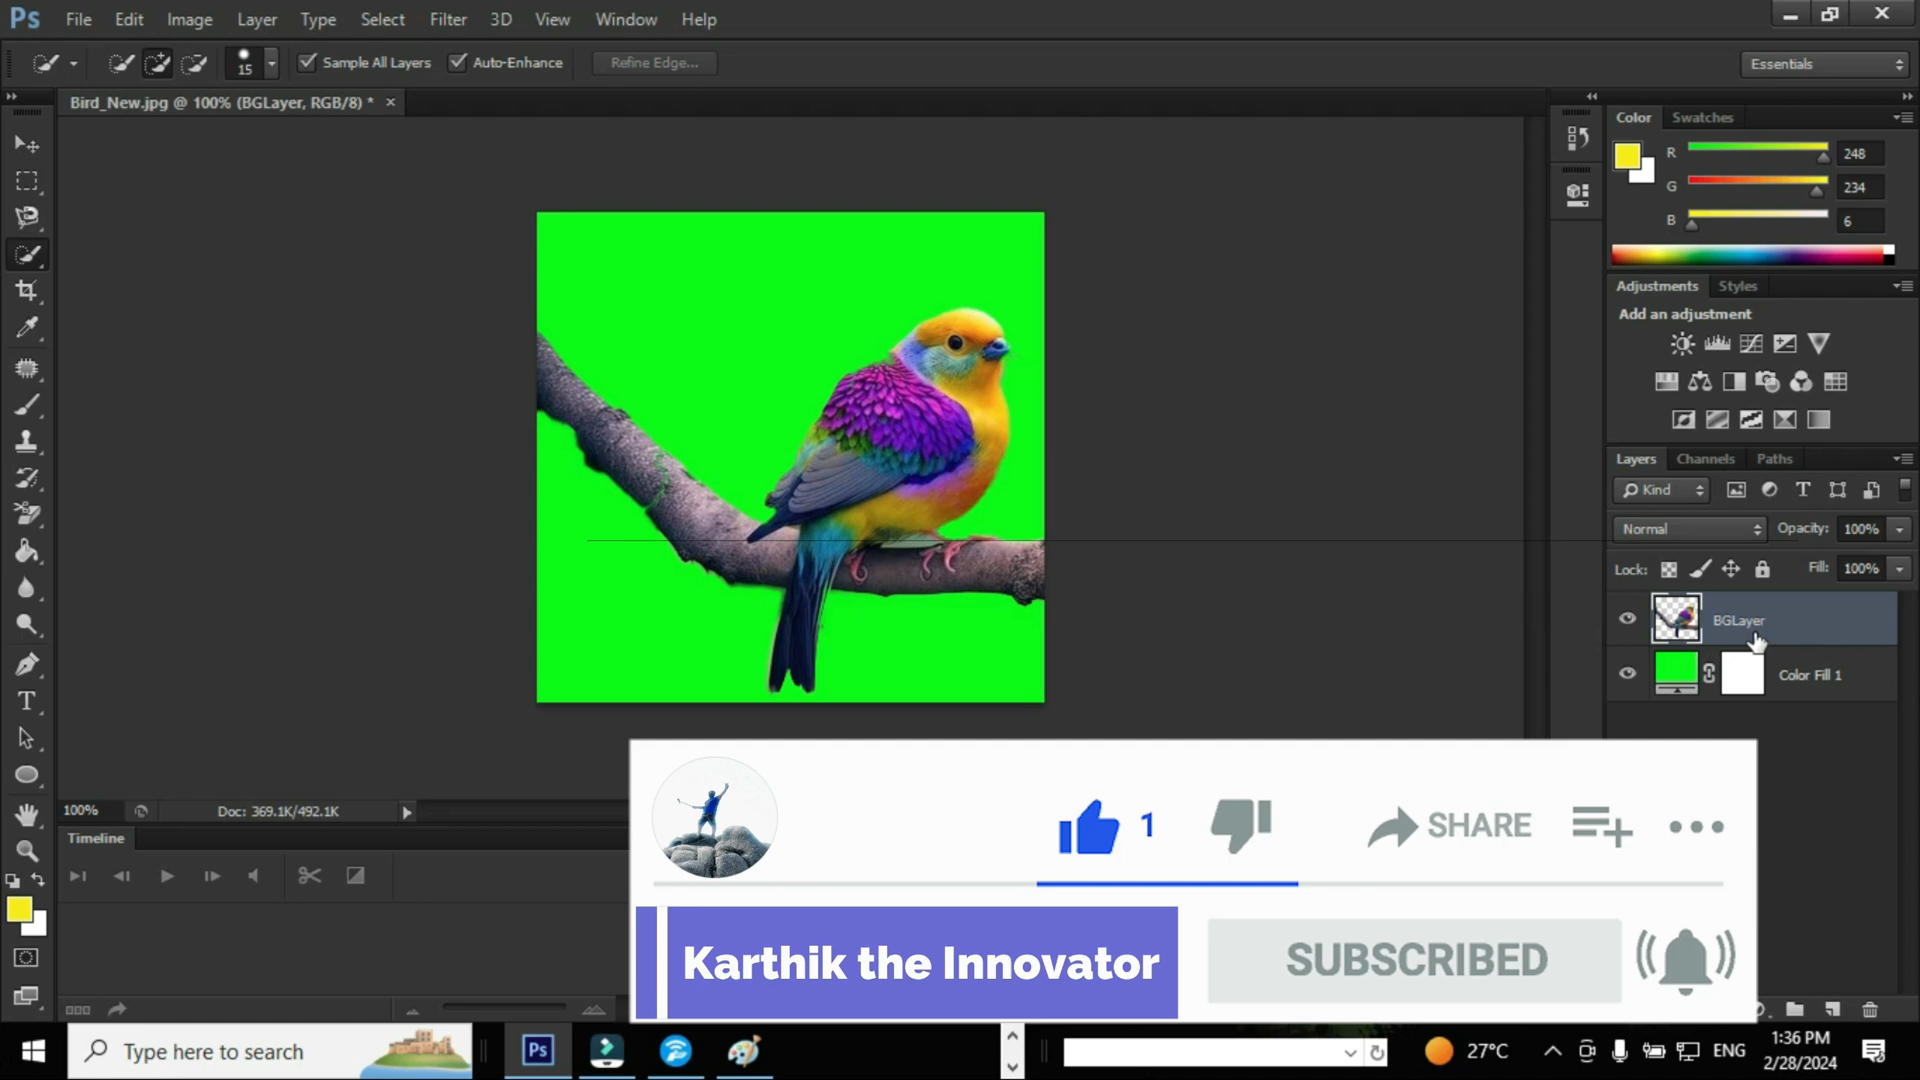 Ps File Edit Image Layer Type Select Filter 3D View Window Help
15 Sample All Layers Auto-Enhance Refine Edge... Essentials
Bird_New.jpg @ 100% (BGLayer, RGB/8) * ×
Color Swatches
R 248
G 234
B 6
Adjustments Styles
Add an adjustment
Layers Channels Paths
Kind
Normal Opacity: 100%
Lock: Fill: 100%
BGLayer
Color Fill 1
100% Doc: 369.1K/492.1K
Timeline
1 SHARE
Karthik the Innovator SUBSCRIBED
Type here to search Ps 27°C ENG 1:36 PM
2/28/2024